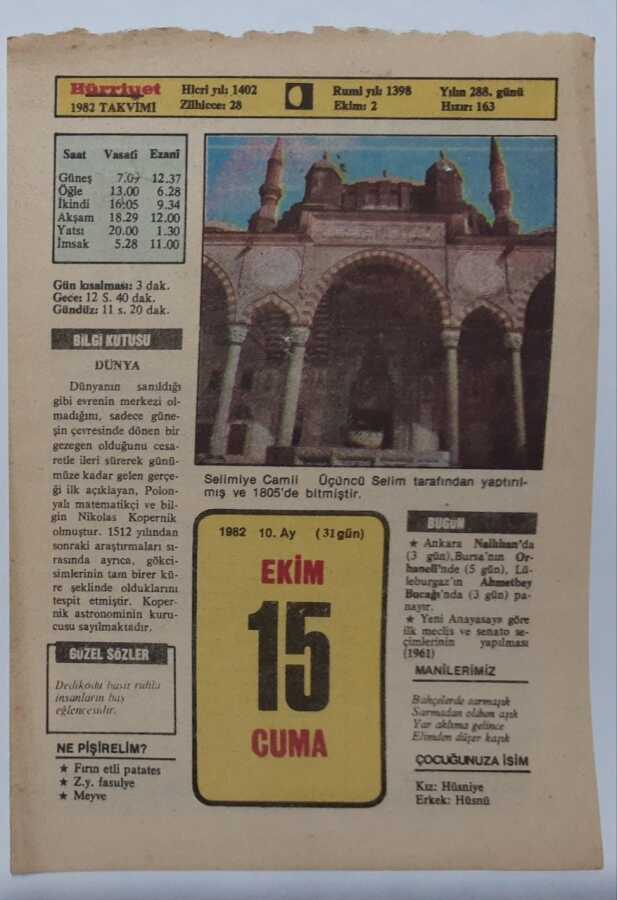 Hürriyet
1982 TAKVİMİ
Hicri yılı: 1402
Zilhicce: 28
Rumi yılı: 1398
Ekim: 2
Yılın 288. günü
Hızır: 163
Saat Vasatî Ezanî
Güneş 7.07 12.37
Öğle 13.00 6.28
İkindi 16.05 9.34
Akşam 18.29 12.00
Yatsı 20.00 1.30
İmsak 5.28 11.00
Gün kısalması: 3 dak.
Gece: 12 S. 40 dak.
Gündüz: 11 s. 20 dak.
BİLGİ KUTUSU
DÜNYA
Dünyanın sanıldığı
gibi evrenin merkezi ol-
madığını, sadece güne-
şin çevresinde dönen bir
gezegen olduğunu cesa-
retle ileri sürerek günü-
müze kadar gelen gerçe-
ği ilk açıklayan, Polon-
yalı matematikçi ve bil-
gin Nikolas Kopernik
olmuştur. 1512 yılından
sonraki araştırmaları sı-
rasında ayrıca, gökci-
simlerinin tam birer kü-
re şeklinde olduklarını
tespit etmiştir. Koper-
nik astronominin kuru-
cusu sayılmaktadır.
GÜZEL SÖZLER
Dedikodu basit ruhlu
insanların baş
eğlencesidir.
NE PİŞİRELİM?
★ Fırın etli patates
★ Z.y. fasulye
★ Meyve
Selimiye Camii Üçüncü Selim tarafından yaptırıl-
mış ve 1805'de bitmiştir.
1982 10. Ay (31 gün)
EKİM
15
CUMA
BUGÜN
★ Ankara Nallıhan'da
(3 gün), Bursa'nın Or-
haneli'nde (5 gün), Lü-
leburgaz'ın Ahmetbey
Bucağı'nda (3 gün) pa-
nayır.
★ Yeni Anayasaya göre
ilk meclis ve senato se-
çimlerinin yapılması
(1961)
MANİLERİMİZ
Bahçelerde sarmaşık
Sarmadan oldum aşık
Yar aklıma gelince
Elimden düşer kaşık
ÇOCUĞUNUZA İSİM
Kız: Hüsniye
Erkek: Hüsnü